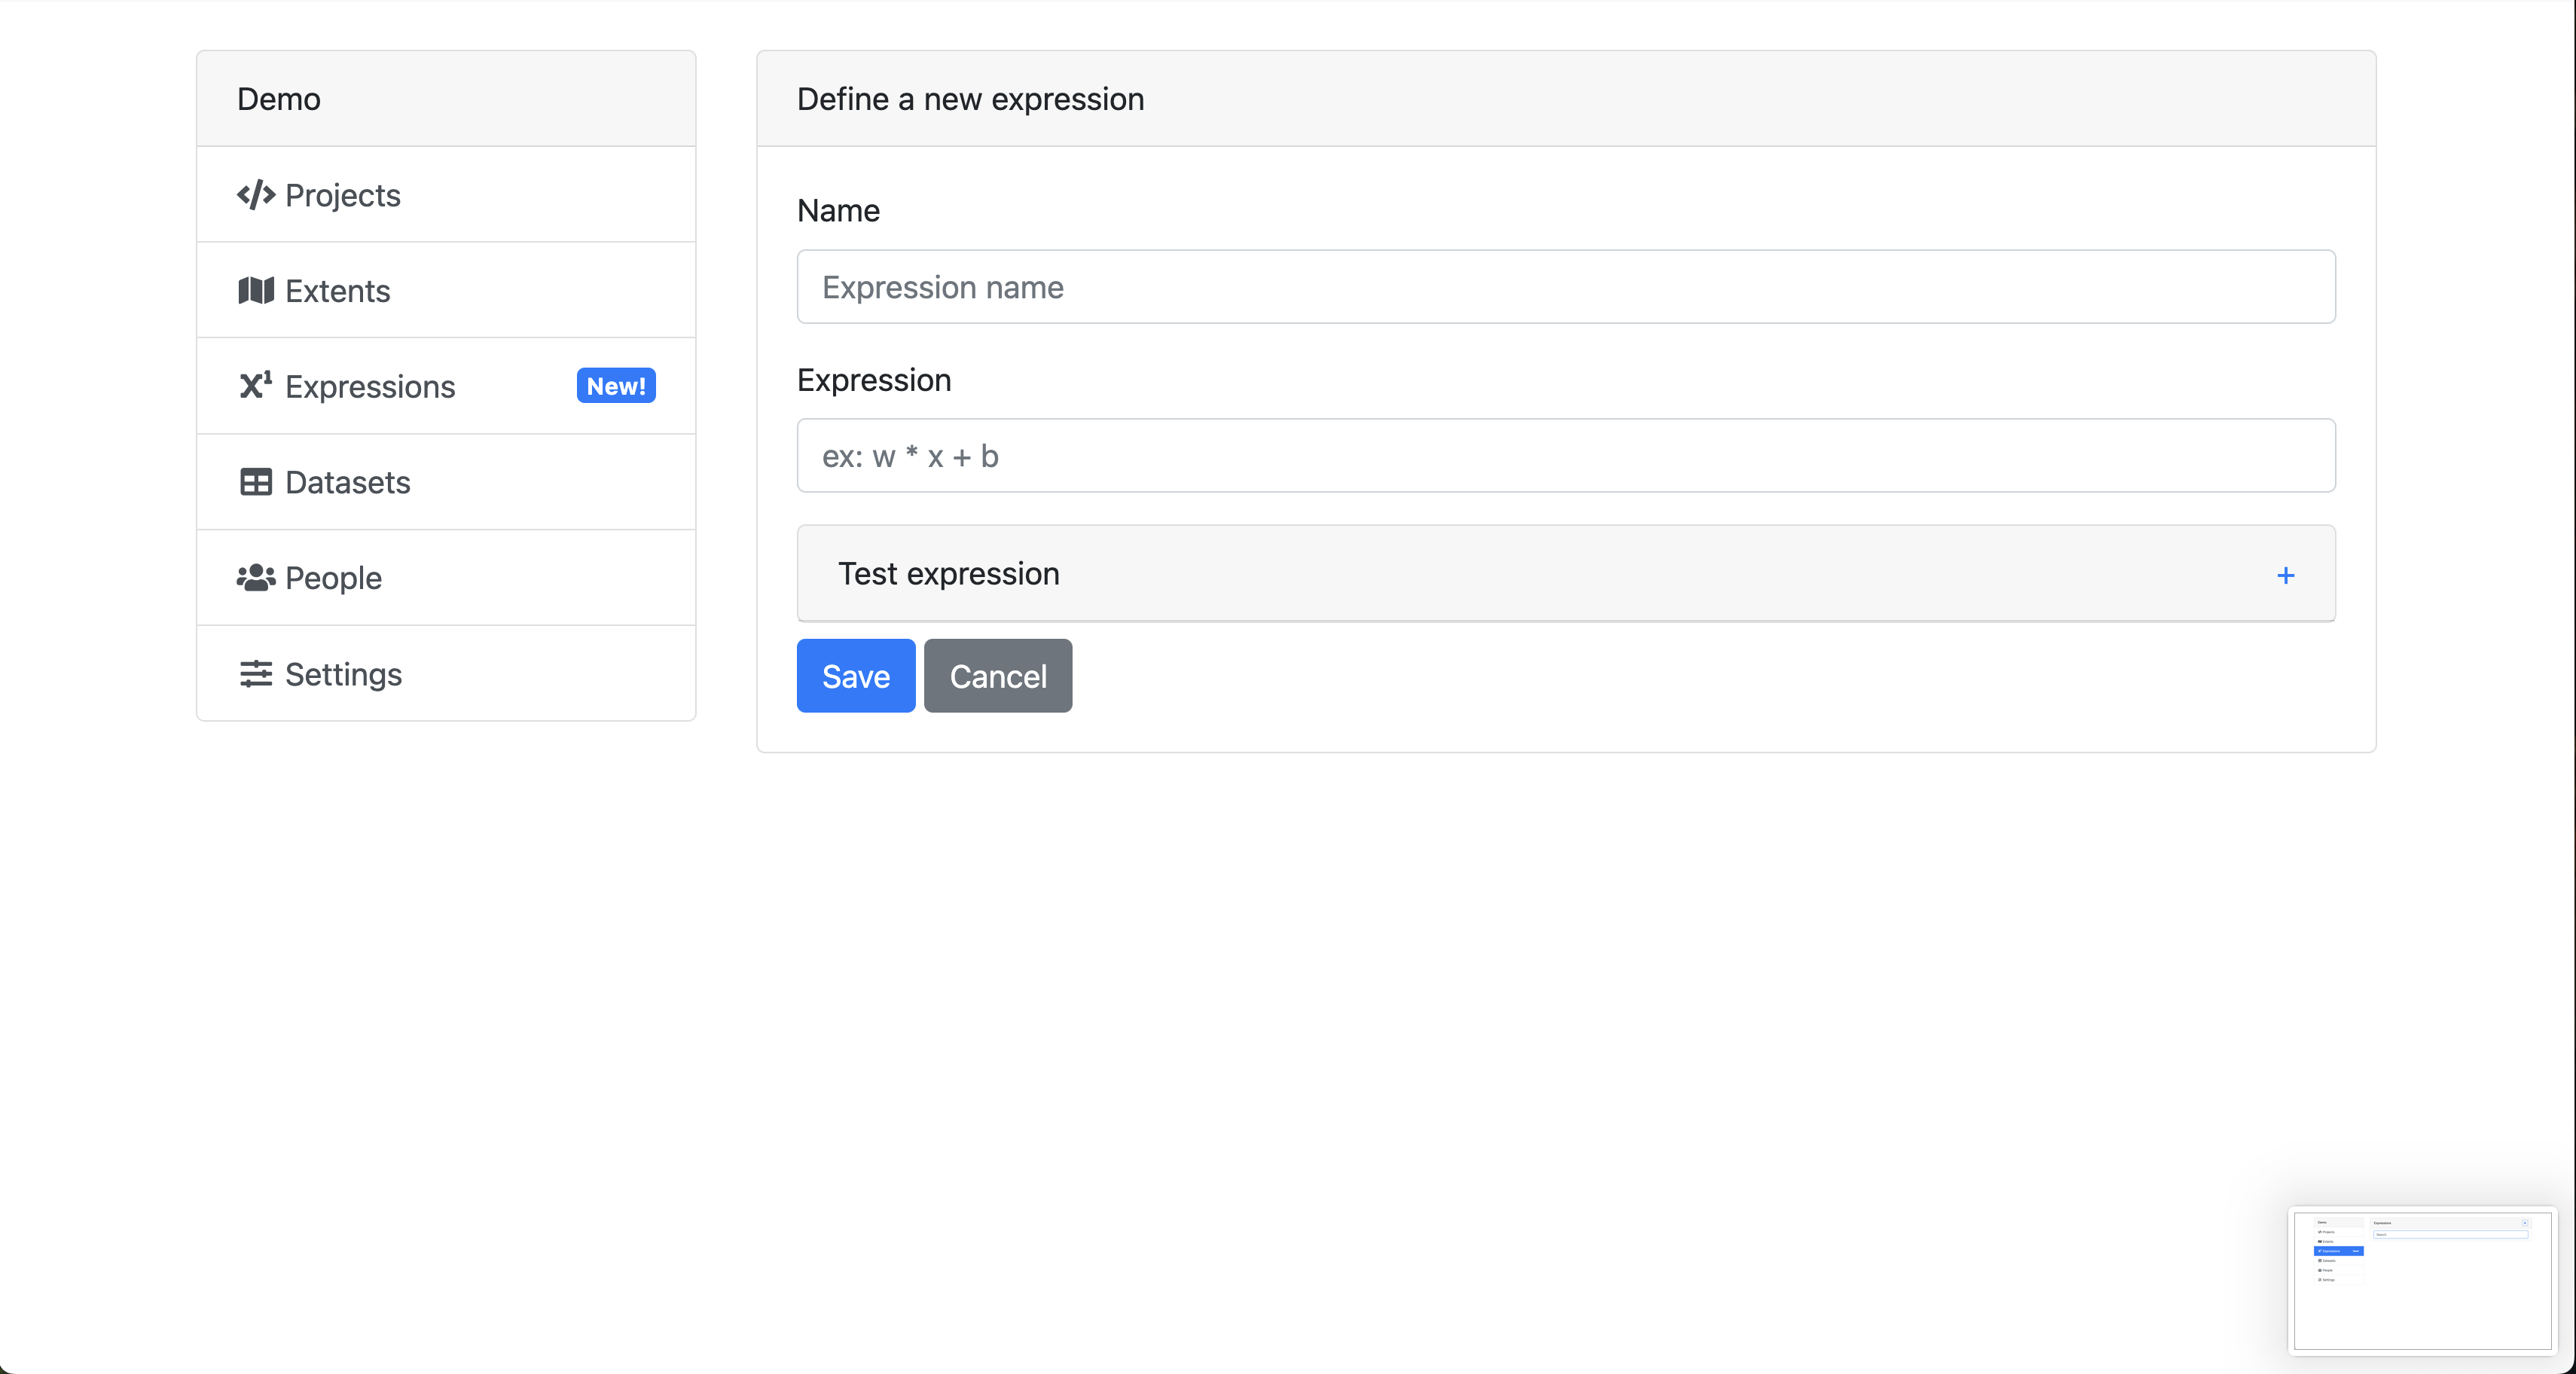 Demo
Projects
Extents
Expressions New!
Datasets
People
Settings
Define a new expression
Name
Expression name
Expression
ex: w * x + b
Test expression +
Save Cancel